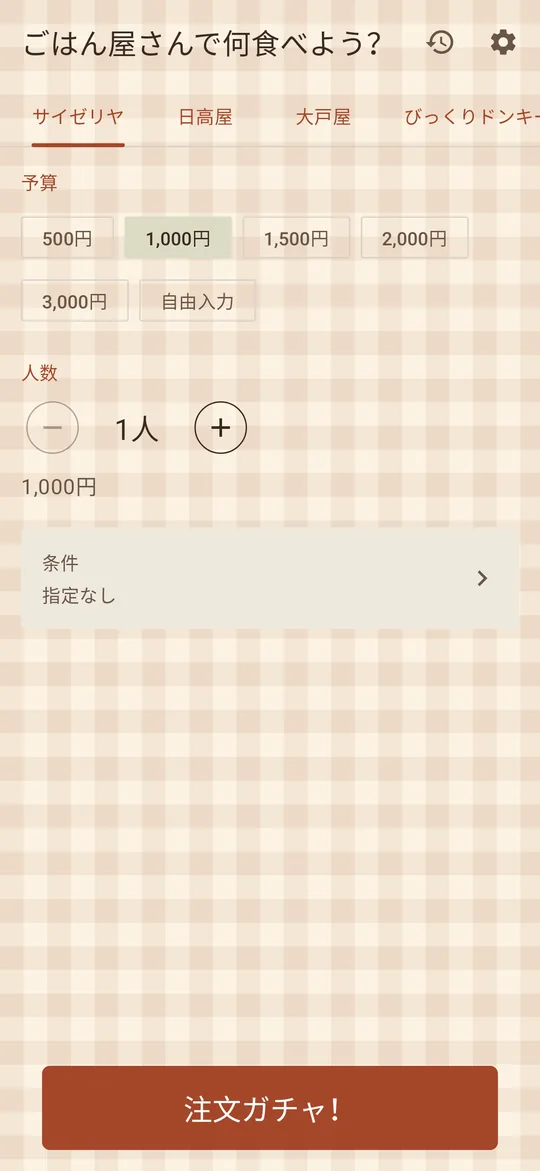 ごはん屋さんで何食べよう？
サイゼリヤ 日高屋 大戸屋 びっくりドンキー
予算
500円 1,000円 1,500円 2,000円
3,000円 自由入力
人数
1人
1,000円
条件
指定なし
注文ガチャ！